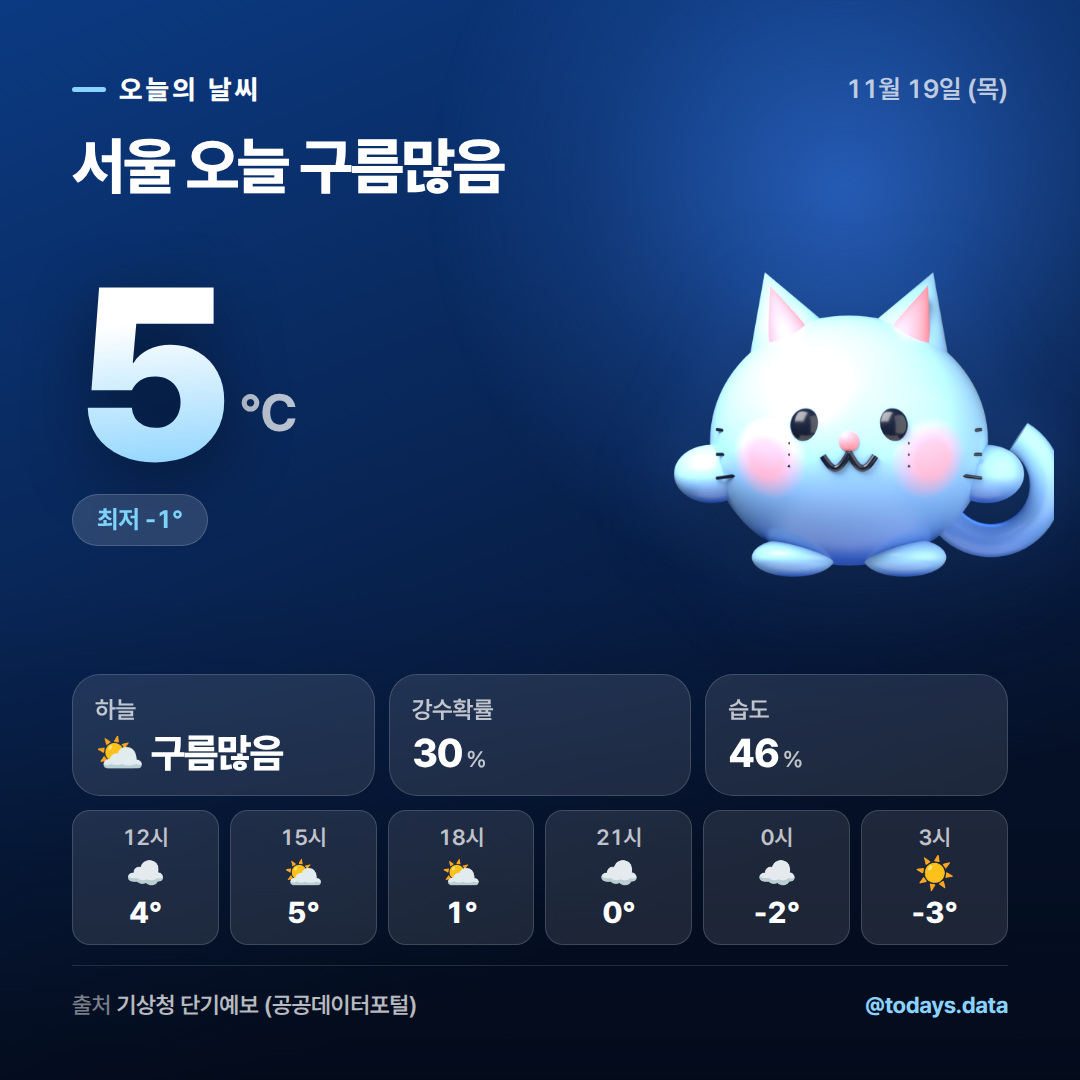 오늘의 날씨
11월 19일 (목)
서울 오늘 구름많음
5 °C
최저 -1°
하늘
구름많음
강수확률
30 %
습도
46 %
12시
4°
15시
5°
18시
1°
21시
0°
0시
-2°
3시
-3°
출처 기상청 단기예보 (공공데이터포털)
@todays.data